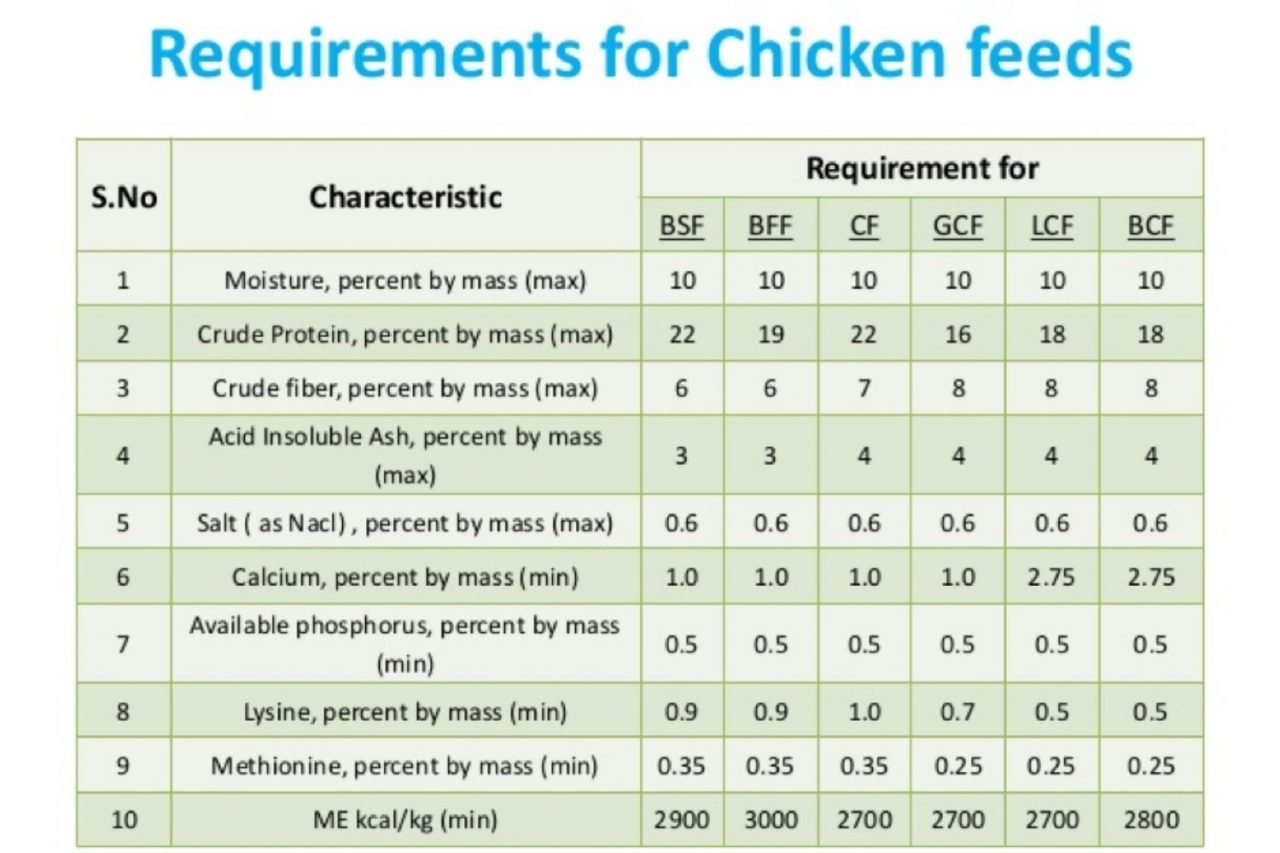 Requirements for Chicken feeds
S.No Characteristic Requirement for
BSF BFF CF GCF LCF BCF
1 Moisture, percent by mass (max) 10 10 10 10 10 10
2 Crude Protein, percent by mass (max) 22 19 22 16 18 18
3 Crude fiber, percent by mass (max) 6 6 7 8 8 8
4 Acid Insoluble Ash, percent by mass
(max) 3 3 4 4 4 4
5 Salt ( as Nacl) , percent by mass (max) 0.6 0.6 0.6 0.6 0.6 0.6
6 Calcium, percent by mass (min) 1.0 1.0 1.0 1.0 2.75 2.75
7 Available phosphorus, percent by mass
(min) 0.5 0.5 0.5 0.5 0.5 0.5
8 Lysine, percent by mass (min) 0.9 0.9 1.0 0.7 0.5 0.5
9 Methionine, percent by mass (min) 0.35 0.35 0.35 0.25 0.25 0.25
10 ME kcal/kg (min) 2900 3000 2700 2700 2700 2800